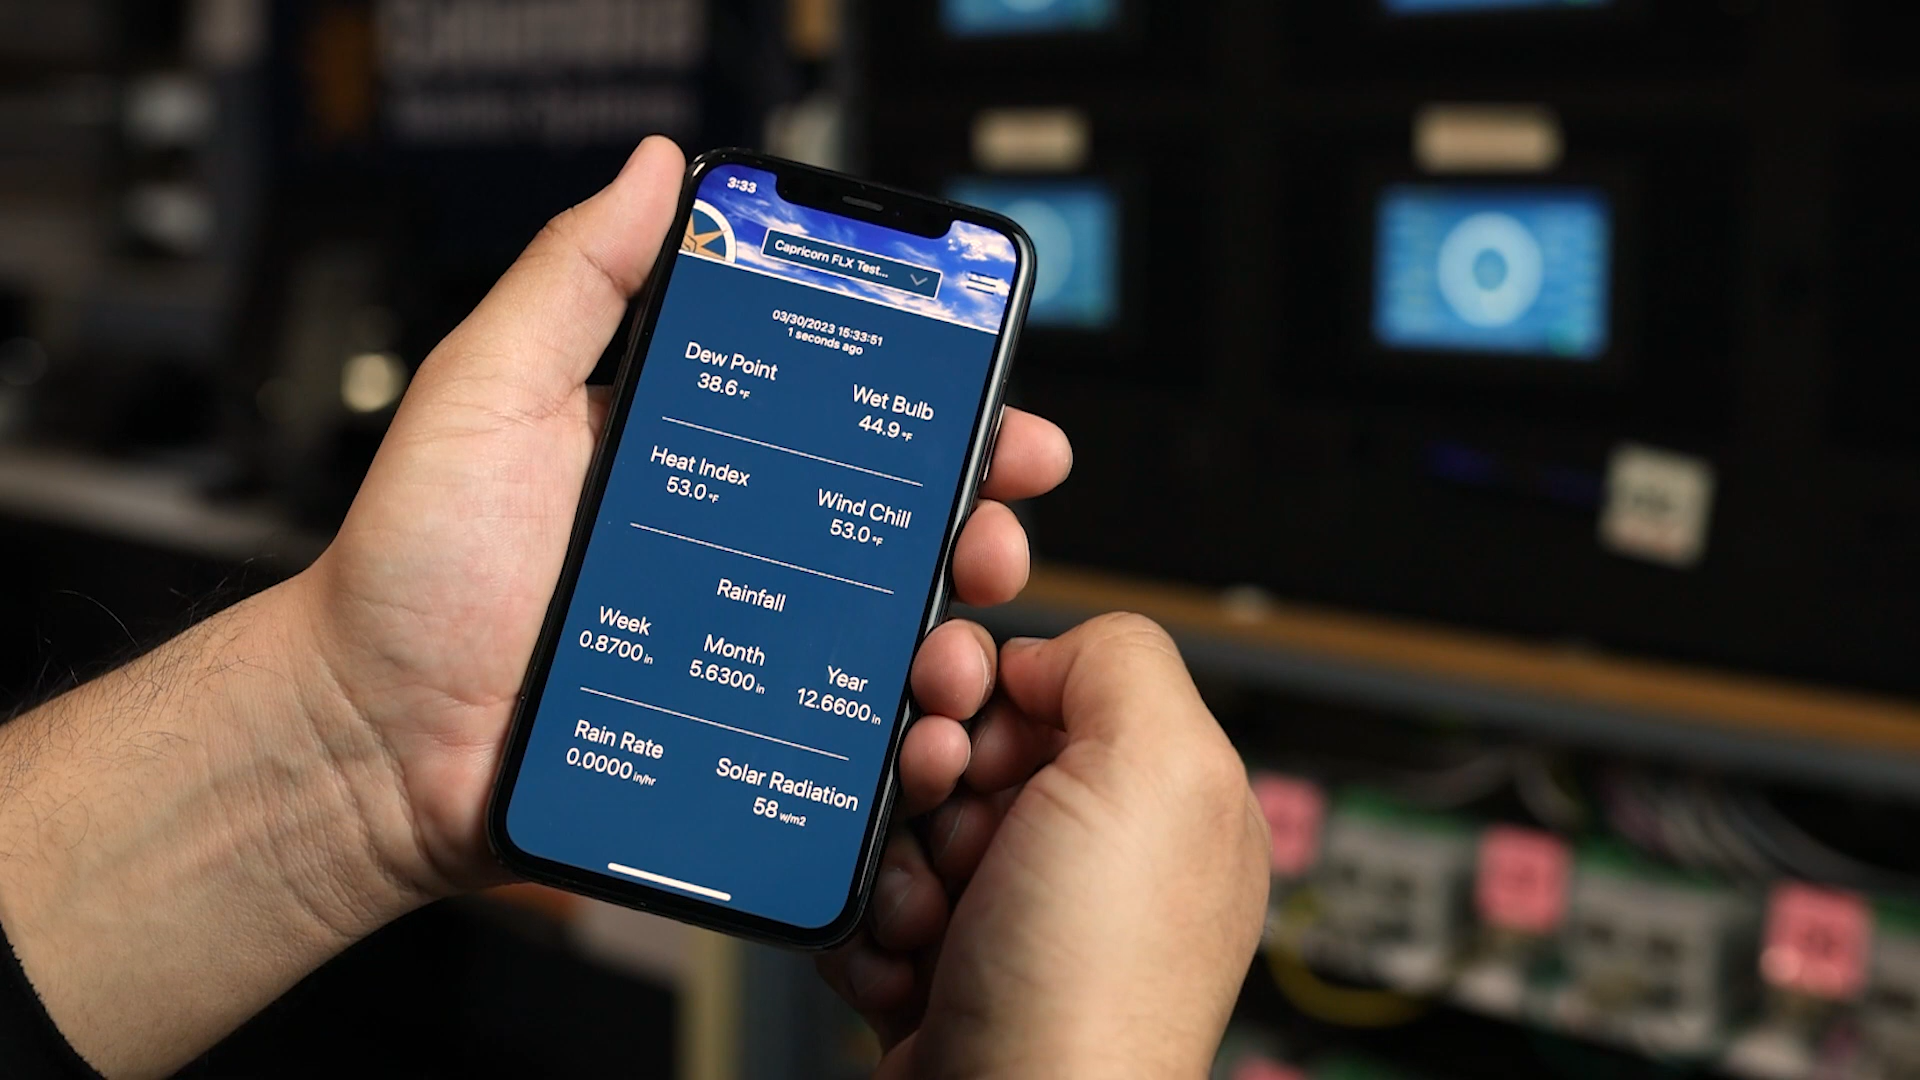 3:33
Capricorn FLX Test...
03/30/2023 15:33:51
1 seconds ago
Dew Point
38.6 °F
Wet Bulb
44.9 °F
Heat Index
53.0 °F
Wind Chill
53.0 °F
Rainfall
Week
0.8700 in
Month
5.6300 in
Year
12.6600 in
Rain Rate
0.0000 in/hr
Solar Radiation
58 w/m2